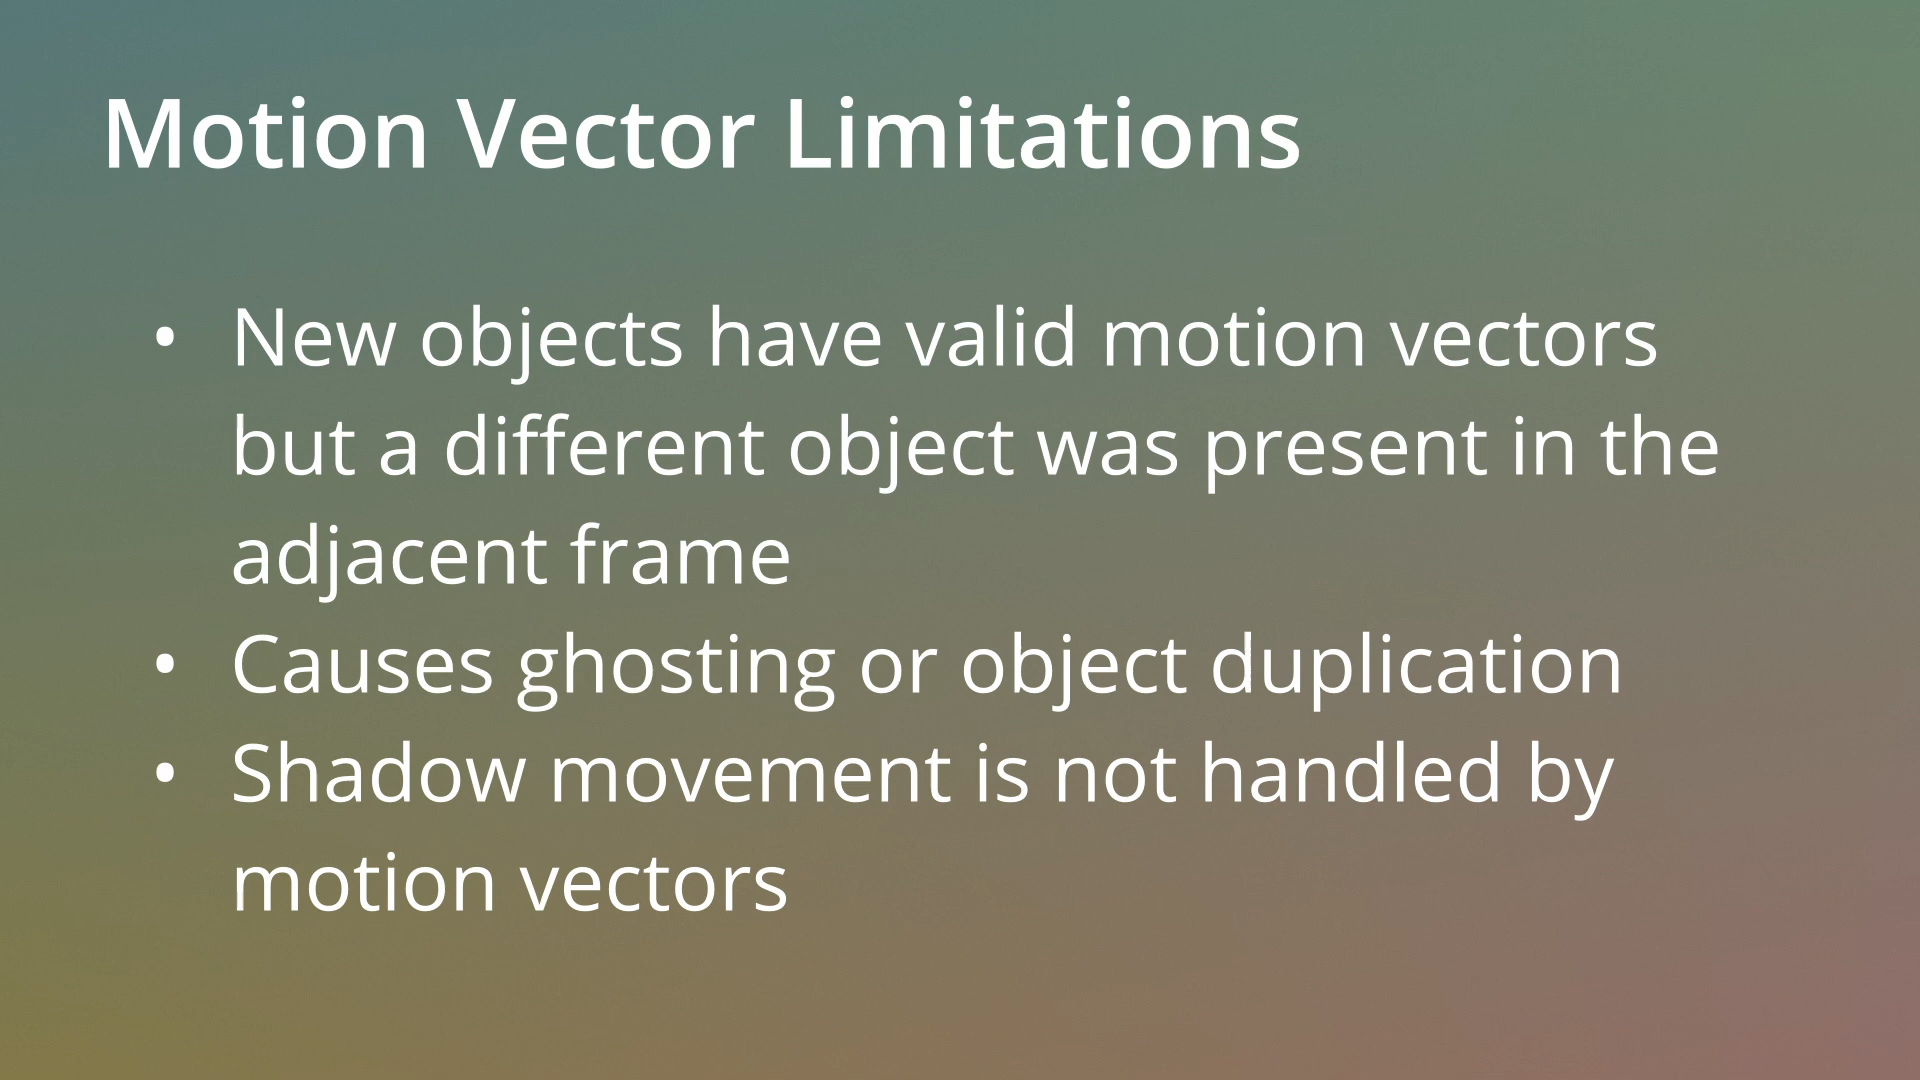 Motion Vector Limitations
• New objects have valid motion vectors
but a different object was present in the
adjacent frame
• Causes ghosting or object duplication
• Shadow movement is not handled by
motion vectors